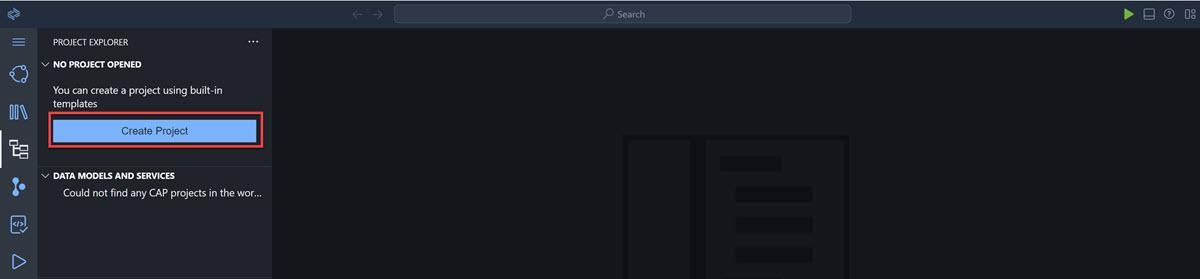 Search
PROJECT EXPLORER
NO PROJECT OPENED
You can create a project using built-in
templates
Create Project
DATA MODELS AND SERVICES
Could not find any CAP projects in the wor...